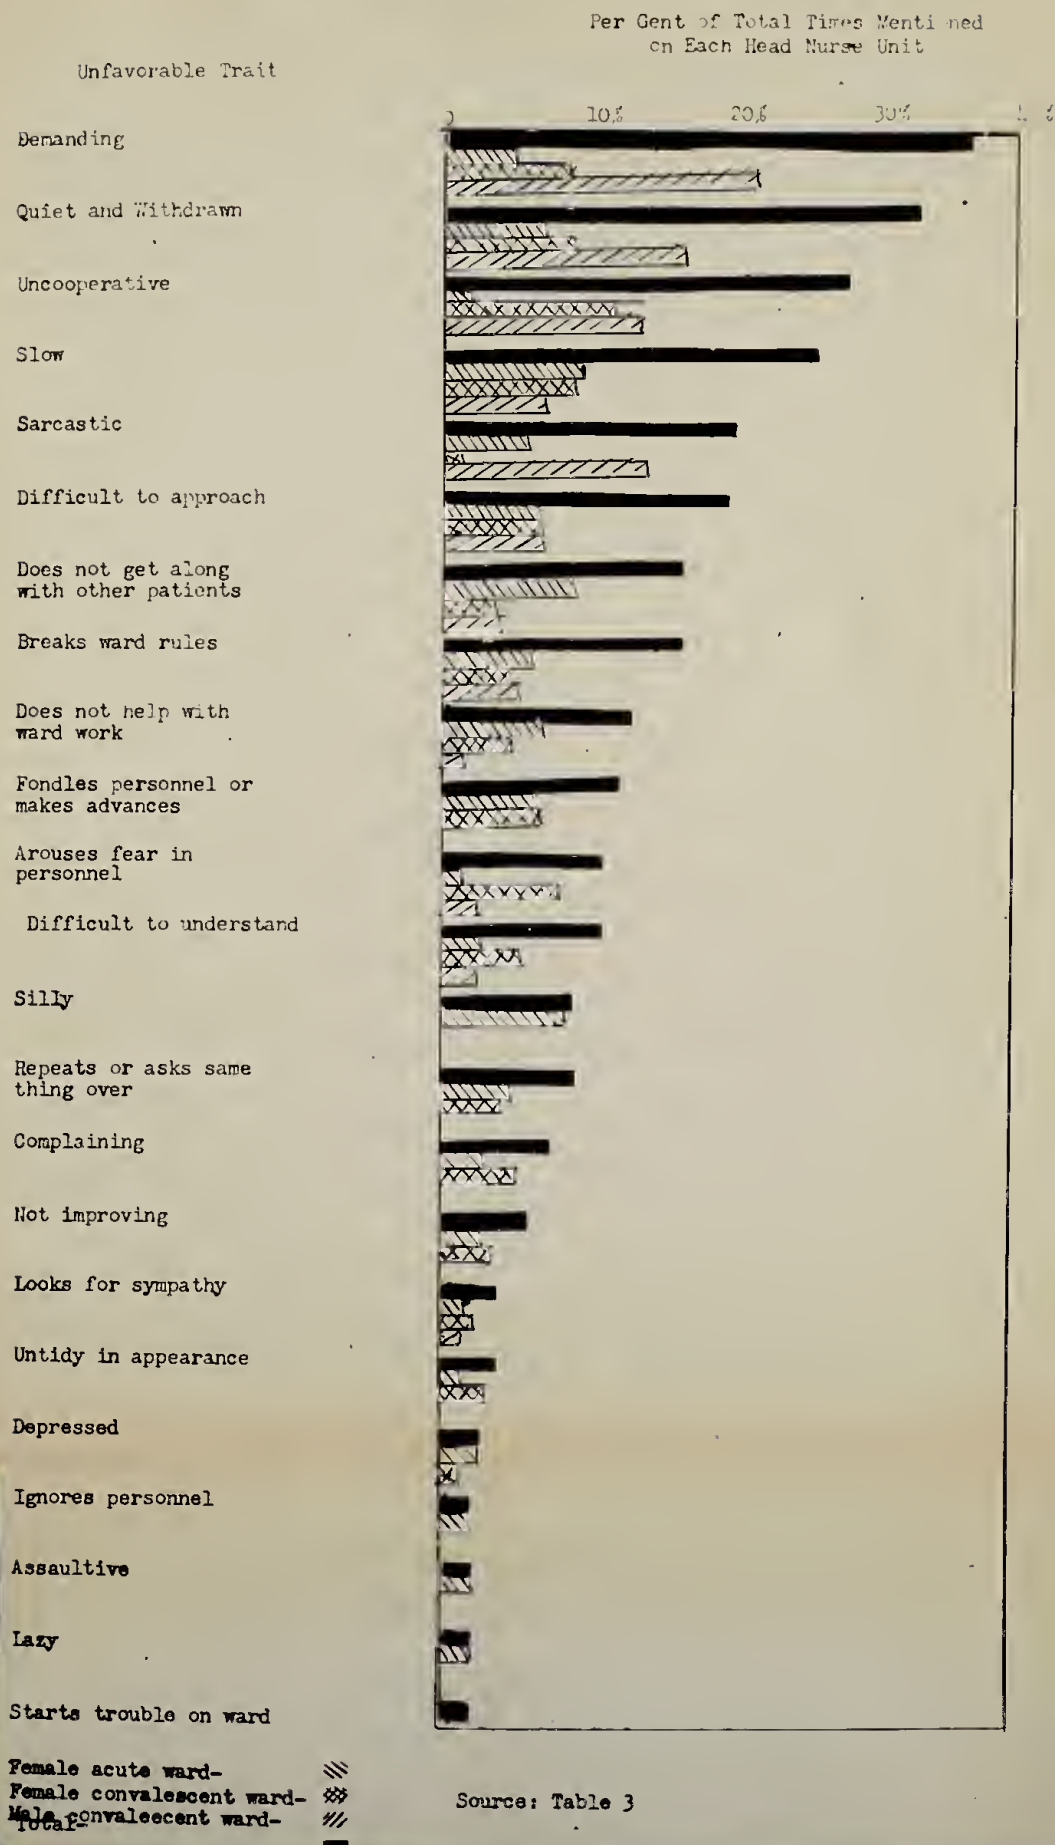 Per Cent of Total Times Mentioned
on Each Head Nurse Unit
Unfavorable Trait
0 10% 20% 30%
Demanding
Quiet and Withdrawn
Uncooperative
Slow
Sarcastic
Difficult to approach
Does not get along
with other patients
Breaks ward rules
Does not help with
ward work
Fondles personnel or
makes advances
Arouses fear in
personnel
Difficult to understand
Silly
Repeats or asks same
thing over
Complaining
Not improving
Looks for sympathy
Untidy in appearance
Depressed
Ignores personnel
Assaultive
Lazy
Starts trouble on ward
Female acute ward-
Female convalescent ward-
Male convaleecent ward-
Total-
Source: Table 3